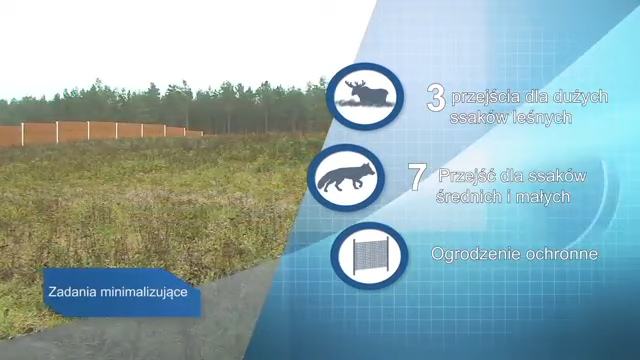 3 przejścia dla dużych
ssaków leśnych
7 Przejść dla ssaków
średnich i małych
Ogrodzenie ochronne
Zadania minimalizujące